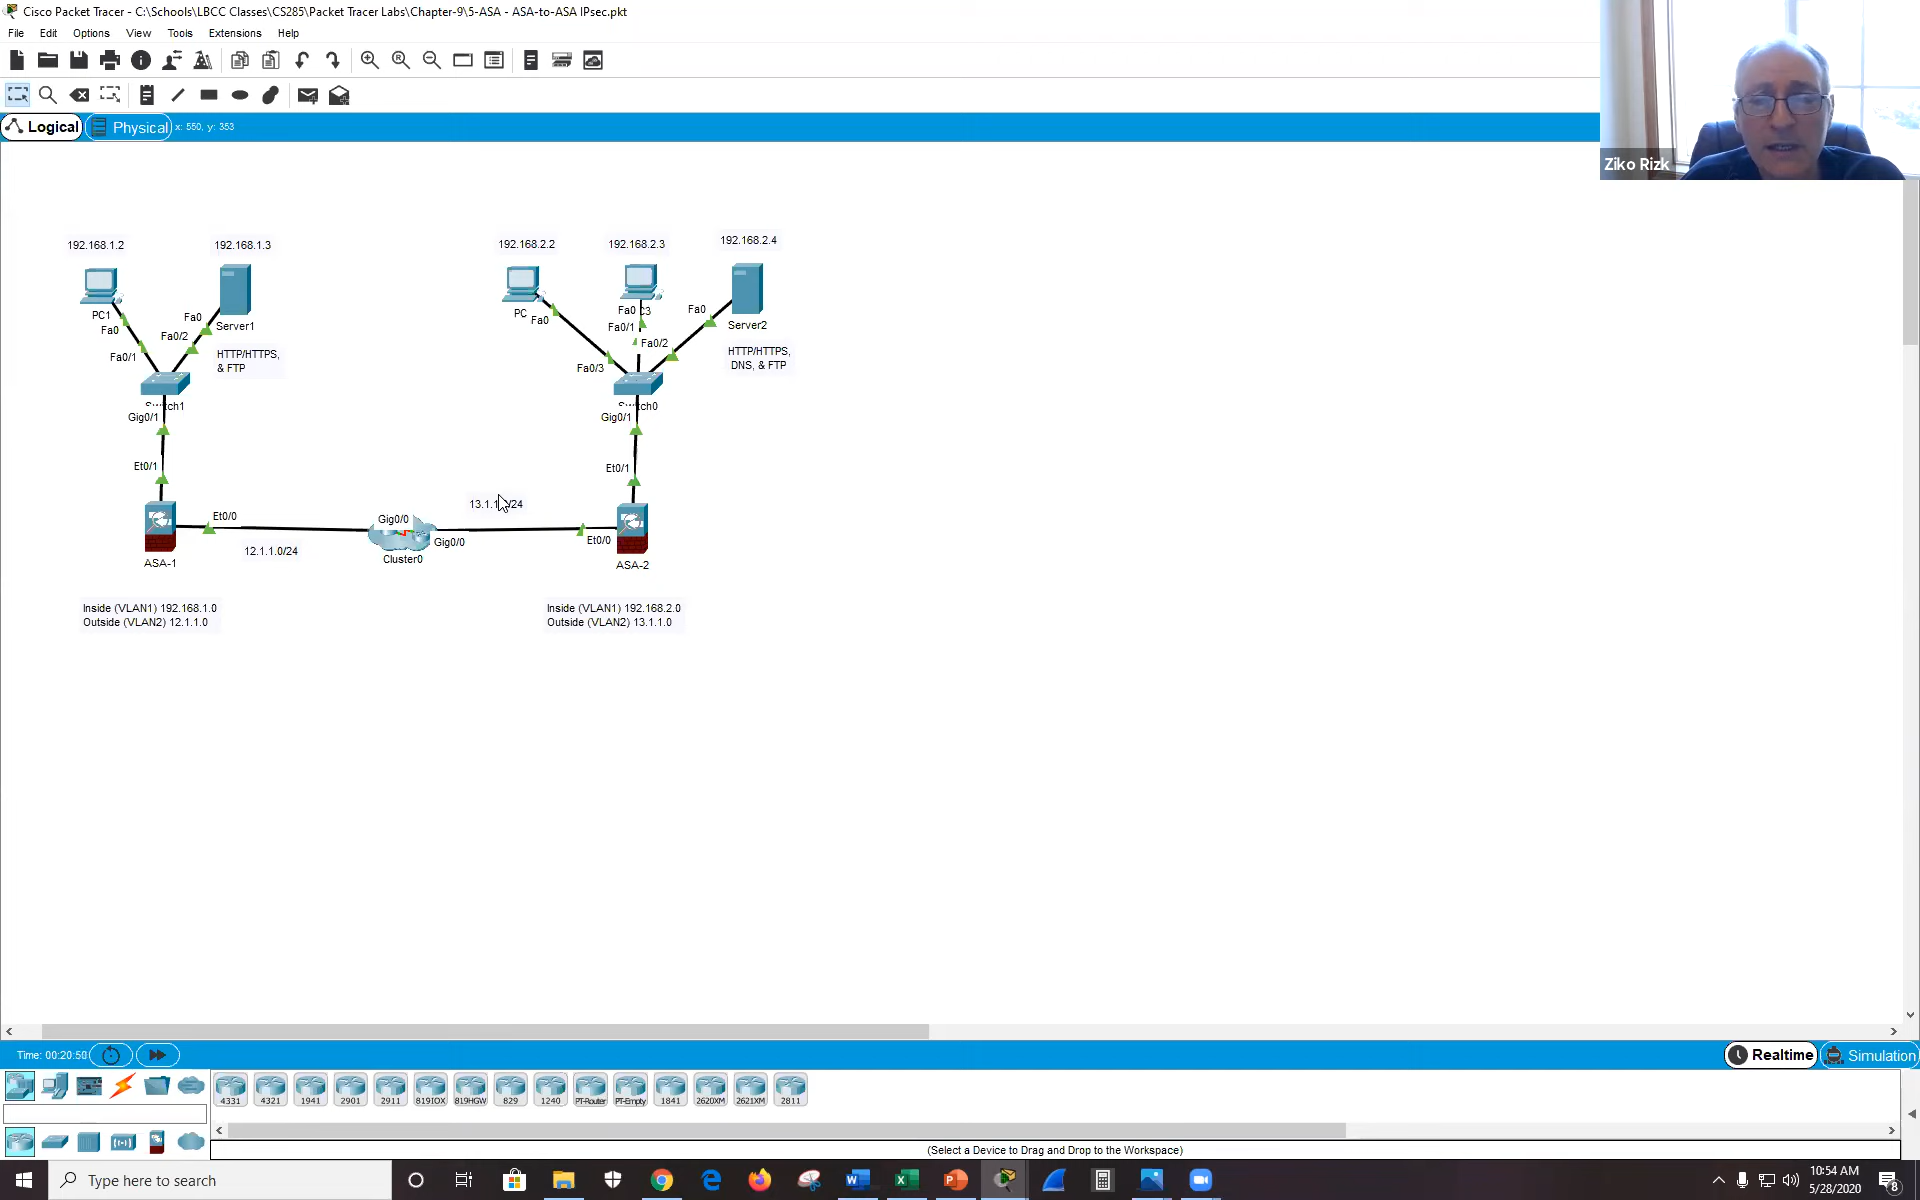 Cisco Packet Tracer - C:\Schools\LBCC Classes\CS285\Packet Tracer Labs\Chapter-9\5-ASA - ASA-to-ASA IPsec.pkt
File Edit Options View Tools Extensions Help
Logical Physical x: 550, y: 353
Ziko Rizk
192.168.1.2 192.168.1.3 192.168.2.2 192.168.2.3 192.168.2.4
PC1 Fa0 Fa0/1 Fa0/2 Fa0 Server1
HTTP/HTTPS,
& FTP
Gig0/1
Et0/1
ASA-1
Et0/0
12.1.1.0/24
Gig0/0
Gig0/0
Cluster0
PC Fa0 Fa0 C3 Fa0/1 Fa0/2 Fa0 Server2
Fa0/3
HTTP/HTTPS,
DNS, & FTP
Gig0/1
Et0/1
Et0/0
ASA-2
Inside (VLAN1) 192.168.1.0
Outside (VLAN2) 12.1.1.0
Inside (VLAN1) 192.168.2.0
Outside (VLAN2) 13.1.1.0
Time: 00:20:50
Realtime Simulation
4331 4321 1941 2901 2911 819IOX 819HGW 829 1240 PT-Router PT-Empty 1841 2620XM 2621XM 2811
(Select a Device to Drag and Drop to the Workspace)
Type here to search
10:54 AM
5/28/2020
8